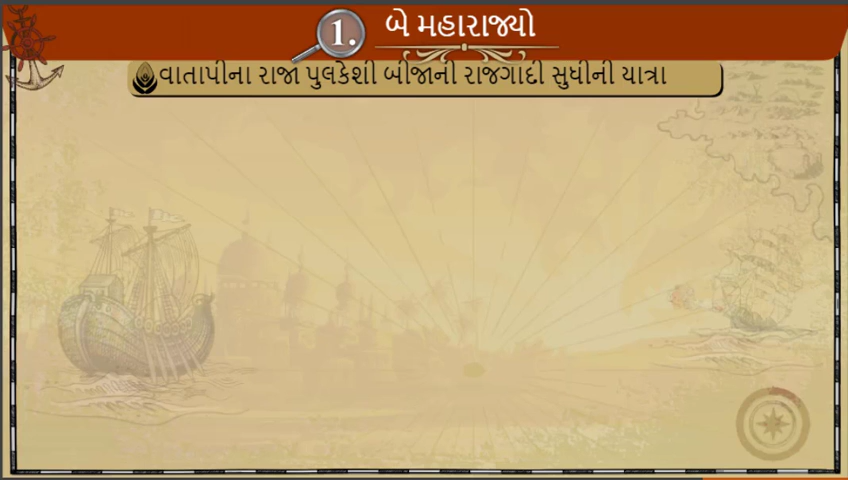 1. બે મહારાજ્યો
વાતાપીના રાજા પુલકેશી બીજાની રાજગાદી સુધીની યાત્રા